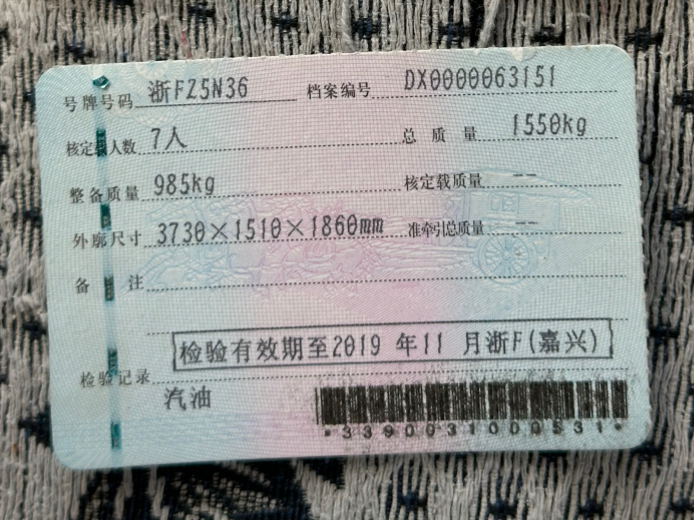 号牌号码 浙FZ5N36 档案编号 DX0000063151
核定载人数 7人 总质量 1550kg
整备质量 985kg 核定载质量 --
外廓尺寸 3730×1510×1860mm 准牵引总质量 --
备注
检验有效期至2019 年11 月浙F(嘉兴)
检验记录
汽油
*3390031000531*